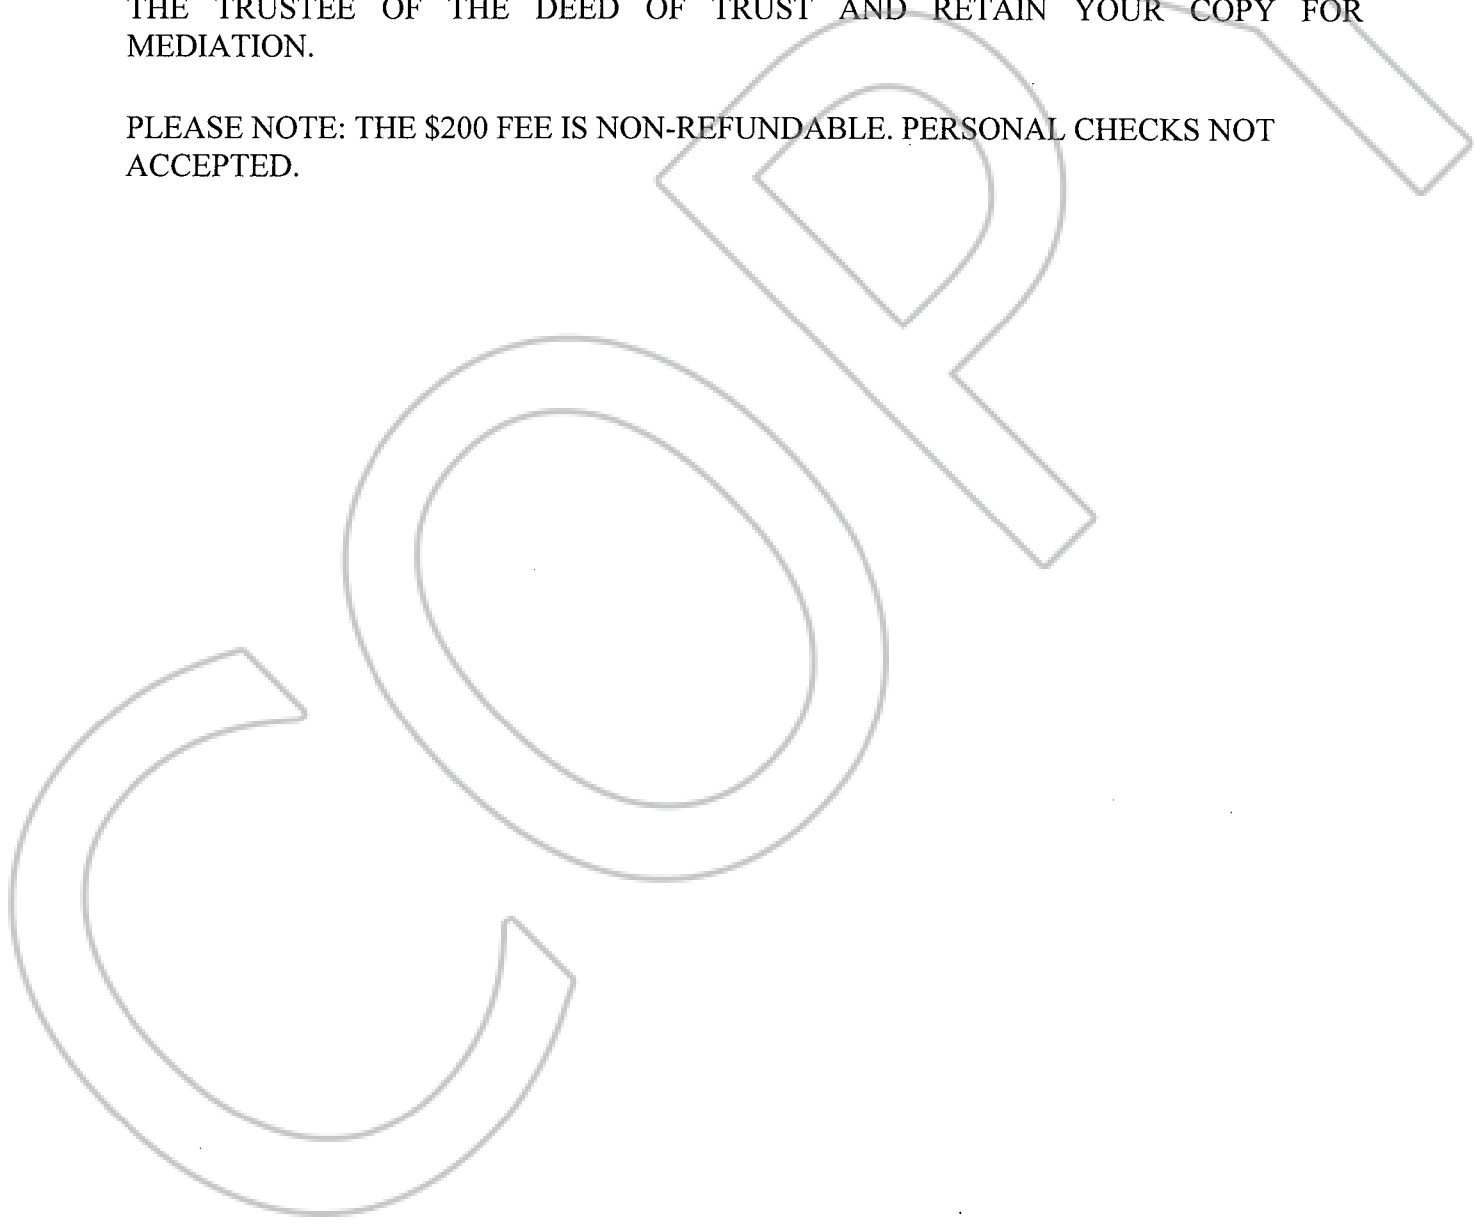 THE TRUSTEE OF THE DEED OF TRUST AND RETAIN YOUR COPY FOR
MEDIATION.
PLEASE NOTE: THE $200 FEE IS NON-REFUNDABLE. PERSONAL CHECKS NOT
ACCEPTED.
COPY